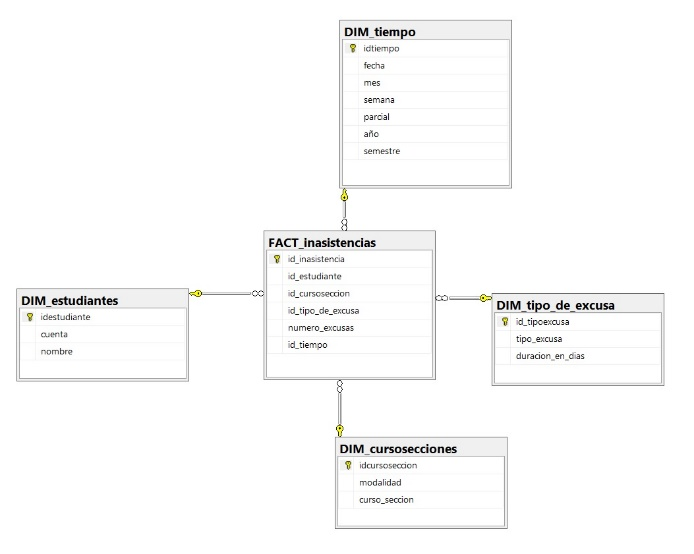 DIM_tiempo
idtiempo
fecha
mes
semana
parcial
año
semestre
FACT_inasistencias
id_inasistencia
id_estudiante
id_cursoseccion
id_tipo_de_excusa
numero_excusas
id_tiempo
DIM_estudiantes
idestudiante
cuenta
nombre
DIM_tipo_de_excusa
id_tipoexcusa
tipo_excusa
duracion_en_dias
DIM_cursosecciones
idcursoseccion
modalidad
curso_seccion